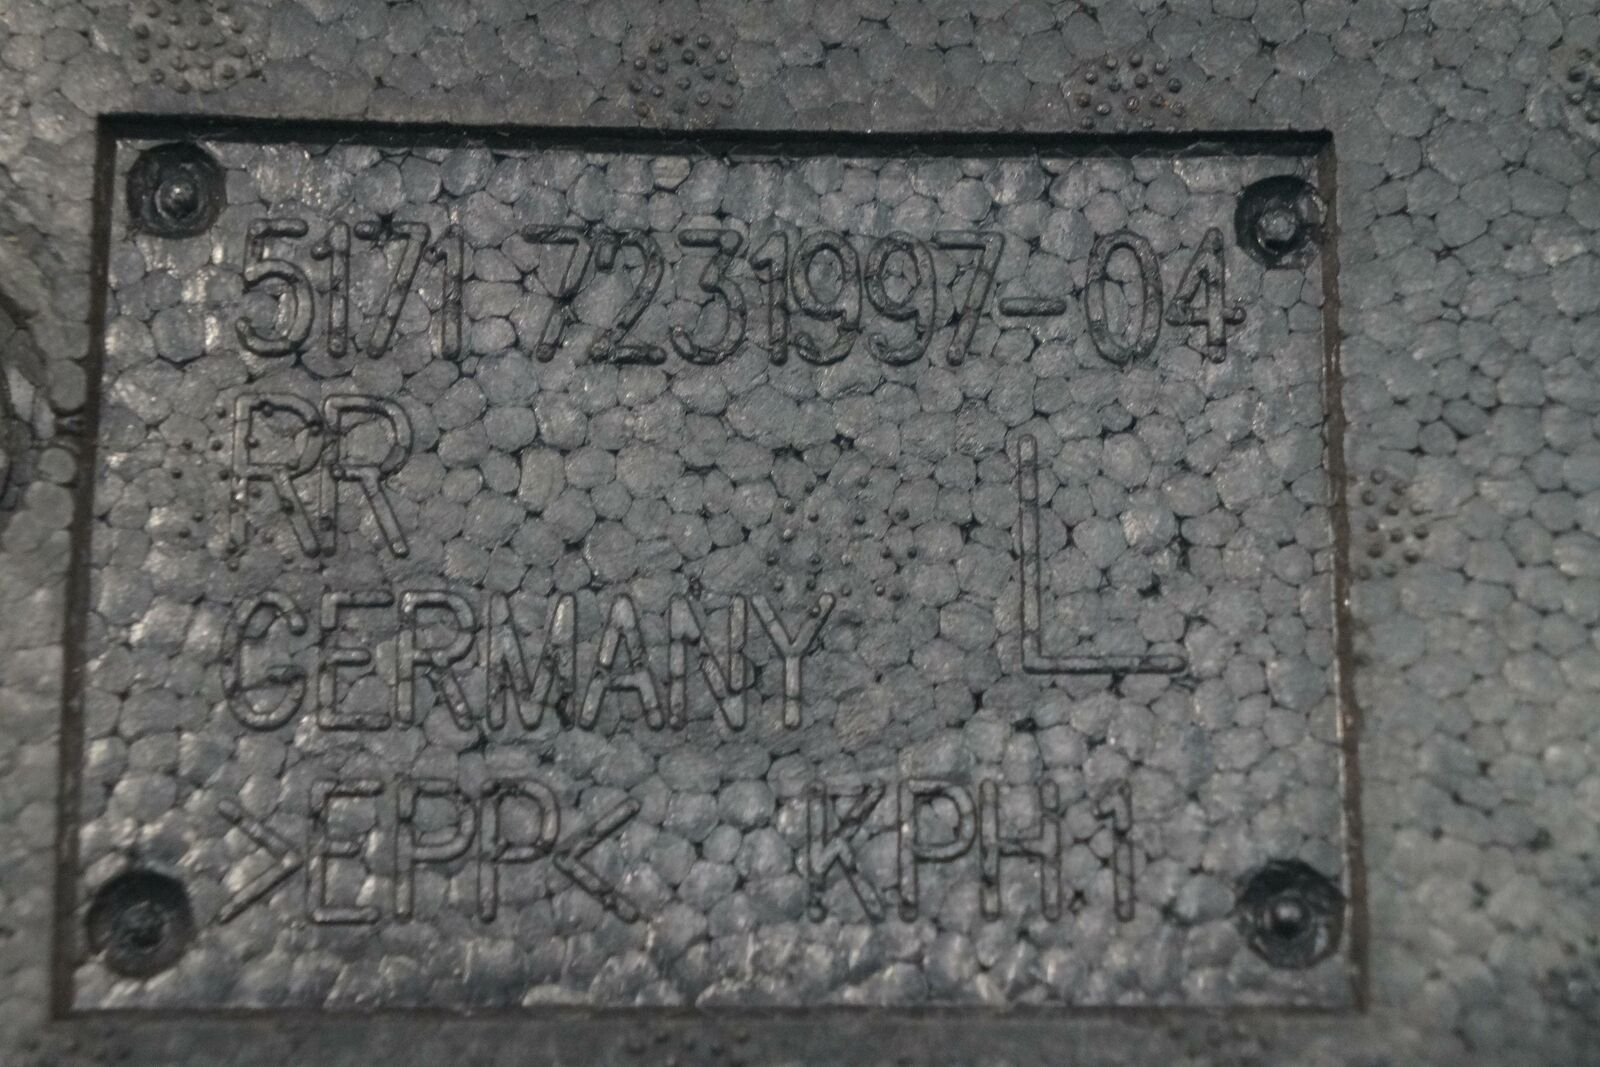 5171 7231997-04
RR
L
GERMANY
>EPP< KPH1